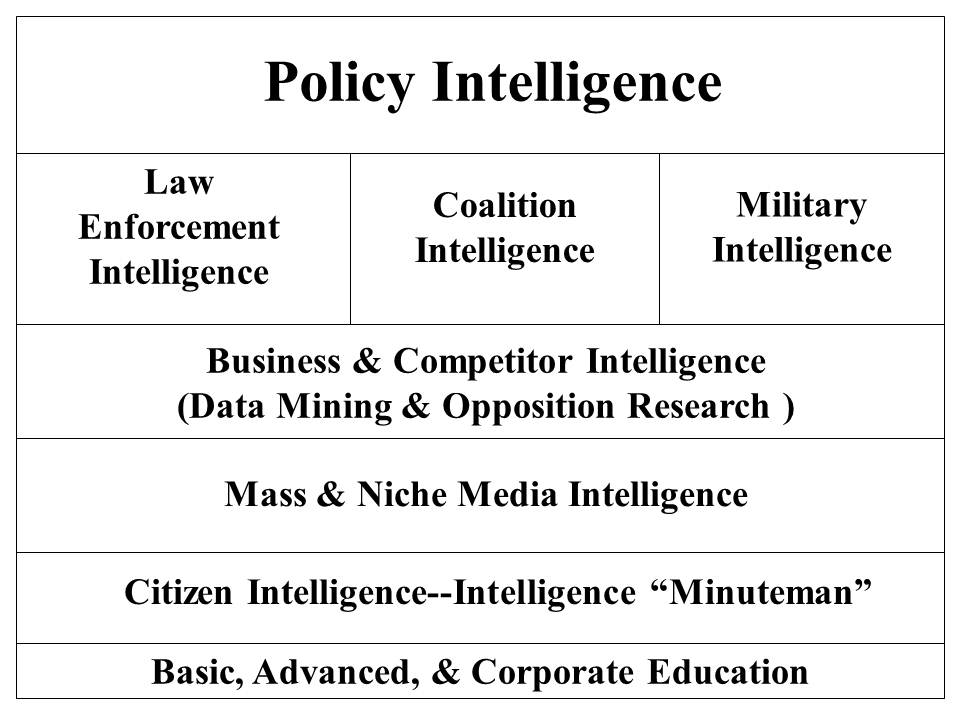 Policy Intelligence
Law
Enforcement
Intelligence
Coalition
Intelligence
Military
Intelligence
Business & Competitor Intelligence
(Data Mining & Opposition Research )
Mass & Niche Media Intelligence
Citizen Intelligence--Intelligence “Minuteman”
Basic, Advanced, & Corporate Education